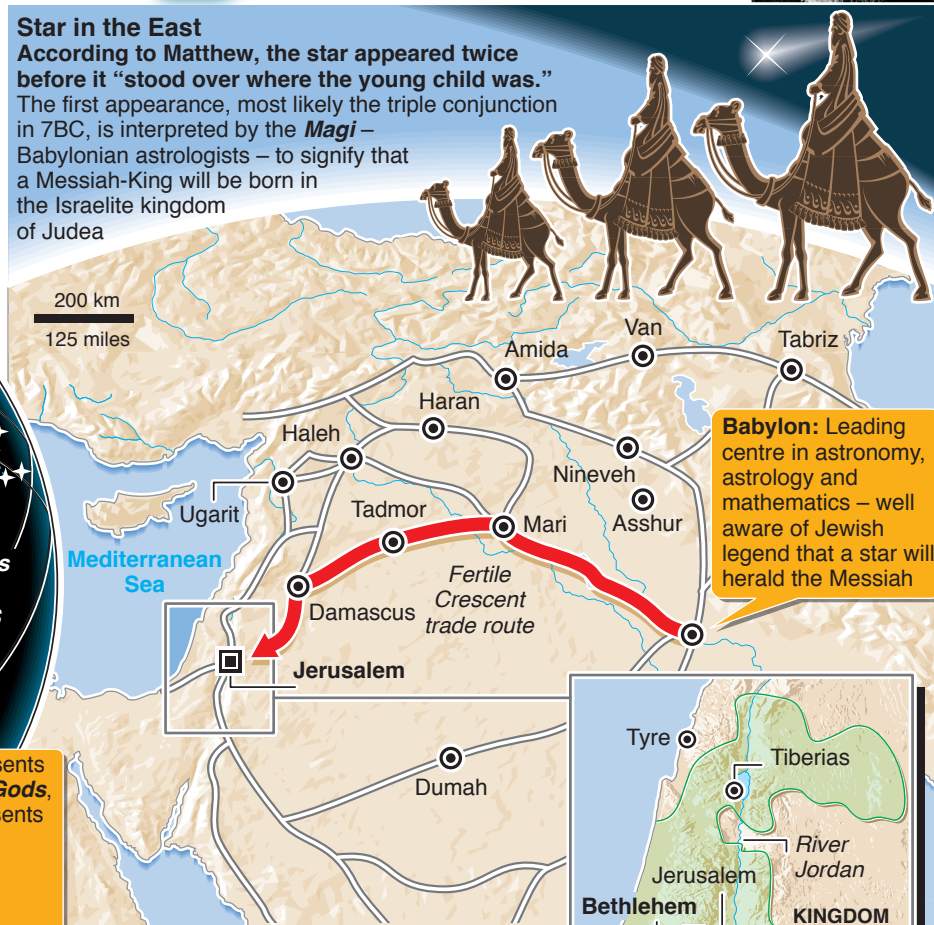 Star in the East
According to Matthew, the star appeared twice
before it “stood over where the young child was.”
The first appearance, most likely the triple conjunction
in 7BC, is interpreted by the Magi –
Babylonian astrologists – to signify that
a Messiah-King will be born in
the Israelite kingdom
of Judea
200 km
125 miles
Van
Tabriz
Amida
Haran
Haleh
Babylon: Leading
centre in astronomy,
astrology and
mathematics – well
aware of Jewish
legend that a star will
herald the Messiah
Nineveh
Ugarit
Tadmor
Mari
Asshur
Mediterranean
Sea
Fertile
Crescent
trade route
Damascus
Jerusalem
Dumah
Tyre
Tiberias
River
Jordan
Jerusalem
Bethlehem
KINGDOM
Gods,